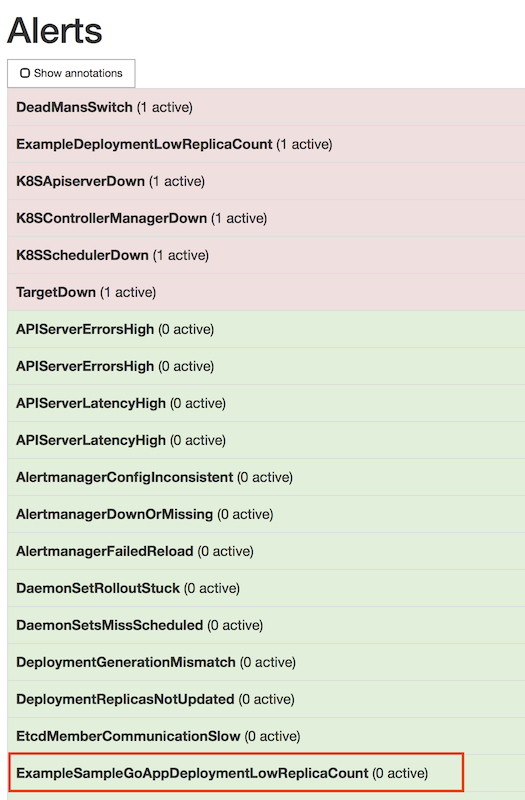 Alerts
Show annotations
DeadMansSwitch (1 active)
ExampleDeploymentLowReplicaCount (1 active)
K8SApiserverDown (1 active)
K8SControllerManagerDown (1 active)
K8SSchedulerDown (1 active)
TargetDown (1 active)
APIServerErrorsHigh (0 active)
APIServerErrorsHigh (0 active)
APIServerLatencyHigh (0 active)
APIServerLatencyHigh (0 active)
AlertmanagerConfigInconsistent (0 active)
AlertmanagerDownOrMissing (0 active)
AlertmanagerFailedReload (0 active)
DaemonSetRolloutStuck (0 active)
DaemonSetsMissScheduled (0 active)
DeploymentGenerationMismatch (0 active)
DeploymentReplicasNotUpdated (0 active)
EtcdMemberCommunicationSlow (0 active)
ExampleSampleGoAppDeploymentLowReplicaCount (0 active)